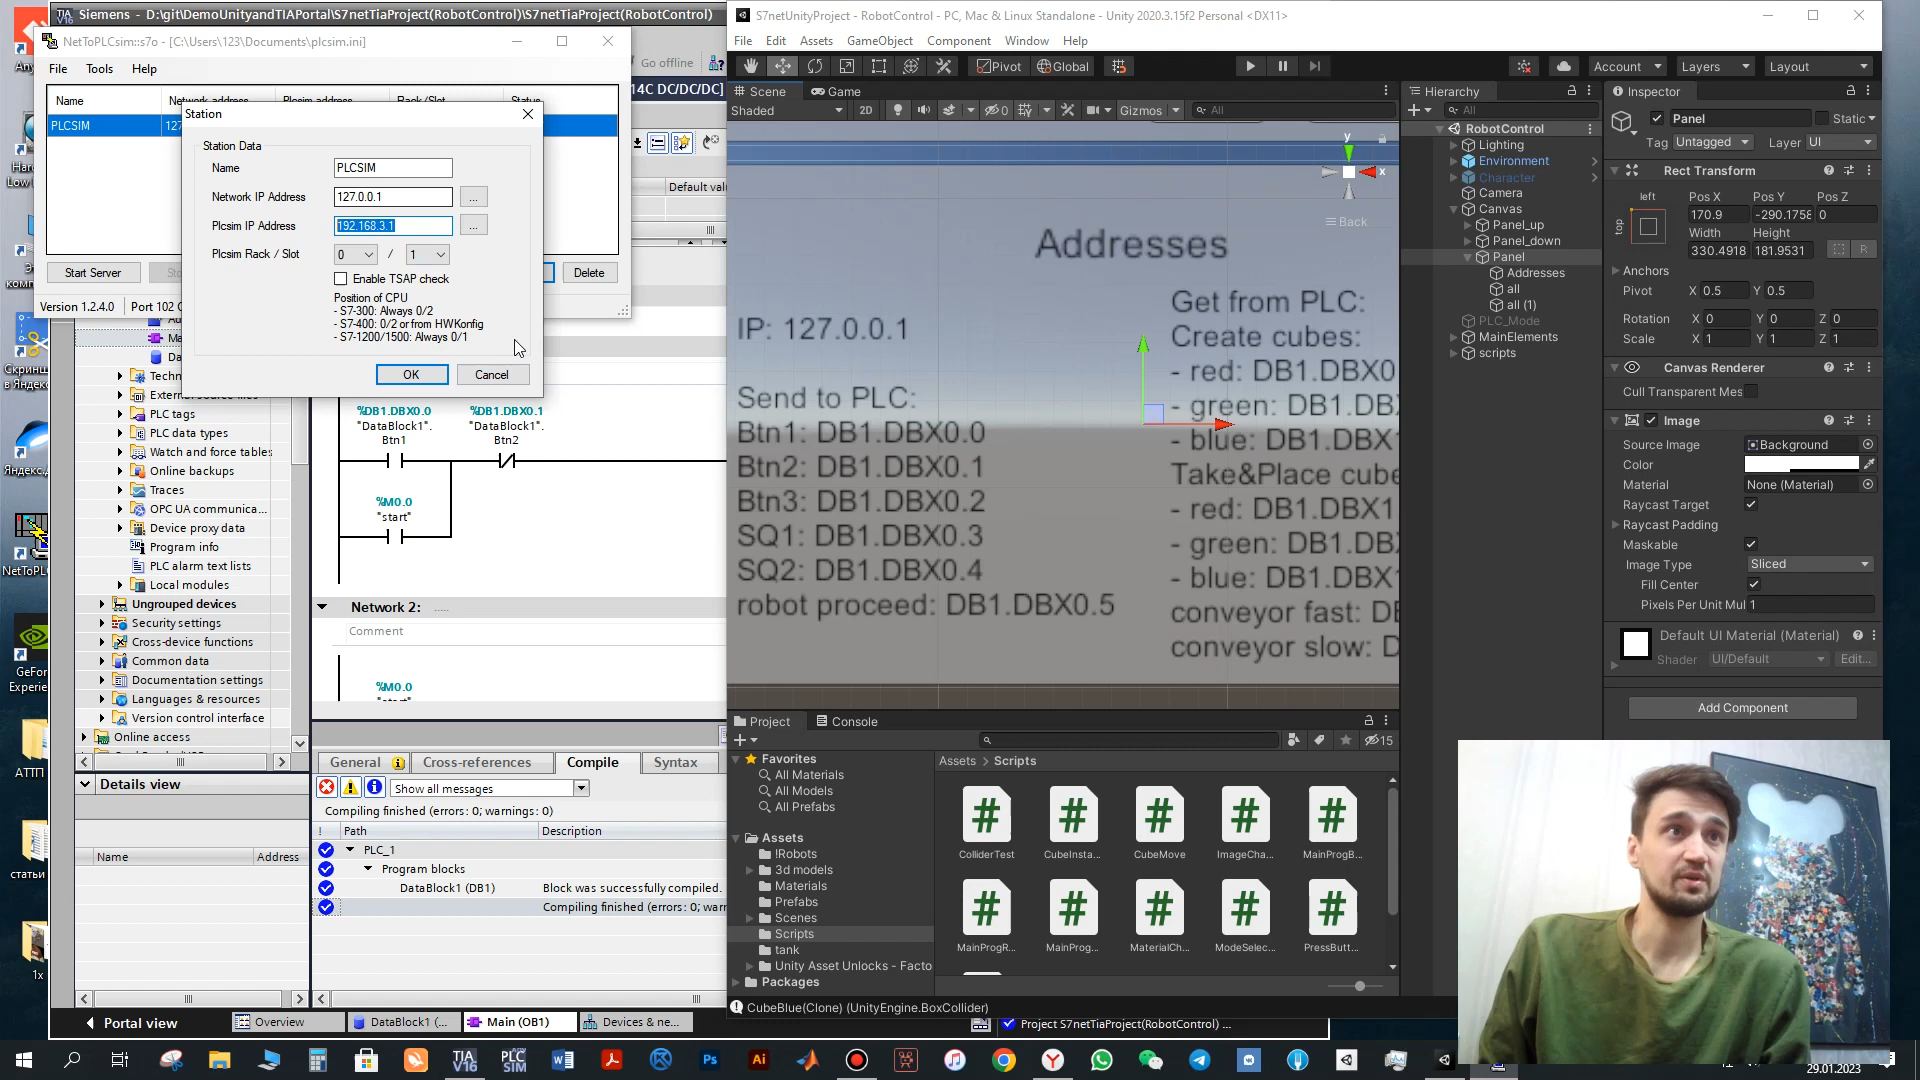 Siemens - D:\git\DemoUnityandTIAPortal\S7netTiaProject(RobotControl)\S7netTiaProject(RobotControl)
NetToPLCsim::s7o - [C:\Users\123\Documents\plcsim.ini]
File Tools Help
Name
PLCSIM
Station
Station Data
Name PLCSIM
Network IP Address 127.0.0.1 ...
Plcsim IP Address 192.168.3.1 ...
Plcsim Rack / Slot 0 / 1
Enable TSAP check
Position of CPU
- S7-300: Always 0/2
- S7-400: 0/2 or from HWKonfig
- S7-1200/1500: Always 0/1
OK Cancel
Start Server
Delete
Version 1.2.4.0 Port 102
Go offline
14C DC/DC/DC]
Default
PLC tags
PLC data types
Watch and force tables
Online backups
Traces
OPC UA communica...
Device proxy data
Program info
PLC alarm text lists
Local modules
Ungrouped devices
Security settings
Cross-device functions
Common data
Documentation settings
Languages & resources
Version control interface
Online access
Details view
Name Address
%DB1.DBX0.0 %DB1.DBX0.1
"DataBlock1". "DataBlock1".
Btn1 Btn2
%M0.0
"start"
Network 2: .....
Comment
%M0.0
General Cross-references Compile Syntax
Show all messages
Compiling finished (errors: 0; warnings: 0)
! Path Description
PLC_1
Program blocks
DataBlock1 (DB1) Block was successfully compiled.
Compiling finished (errors: 0; warr
Portal view Overview DataBlock1 (... Main (OB1) Devices & ne...
Project S7netTiaProject(RobotControl) ...
S7netUnityProject - RobotControl - PC, Mac & Linux Standalone - Unity 2020.3.15f2 Personal <DX11>
File Edit Assets GameObject Component Window Help
Pivot Global Account Layers Layout
Scene Game
Shaded 2D 0 Gizmos All
y
x
Back
Addresses
IP: 127.0.0.1
Send to PLC:
Btn1: DB1.DBX0.0
Btn2: DB1.DBX0.1
Btn3: DB1.DBX0.2
SQ1: DB1.DBX0.3
SQ2: DB1.DBX0.4
robot proceed: DB1.DBX0.5
Get from PLC:
Create cubes:
- red: DB1.DBX0
- green: DB1.DB
- blue: DB1.DBX
Take&Place cube
- red: DB1.DBX1
- green: DB1.DB
- blue: DB1.DBX
conveyor fast: D
conveyor slow: D
Hierarchy
All
RobotControl
Lighting
Environment
Character
Camera
Canvas
Panel_up
Panel_down
Panel
Addresses
all
all (1)
PLC_Mode
MainElements
scripts
Inspector
Panel Static
Tag Untagged Layer UI
Rect Transform
left Pos X Pos Y Pos Z
top 170.9 -290.1758 0
Width Height
330.4918 181.9531 R
Anchors
Pivot X 0.5 Y 0.5
Rotation X 0 Y 0 Z 0
Scale X 1 Y 1 Z 1
Canvas Renderer
Cull Transparent Mes
Image
Source Image Background
Color
Material None (Material)
Raycast Target
Raycast Padding
Maskable
Image Type Sliced
Fill Center
Pixels Per Unit Mul 1
Default UI Material (Material)
Shader UI/Default Edit...
Add Component
Project Console
15
Favorites
All Materials
All Models
All Prefabs
Assets
!Robots
3d models
Materials
Prefabs
Scenes
Scripts
tank
Unity Asset Unlocks - Facto
Packages
Assets > Scripts
ColliderTest CubeInsta... CubeMove ImageCha... MainProgB...
MainProgR... MainProg... MaterialCh... ModeSelec... PressButt...
CubeBlue(Clone) (UnityEngine.BoxCollider)
GeFor
Experie
АТТП
статьи
1x
29.01.2023